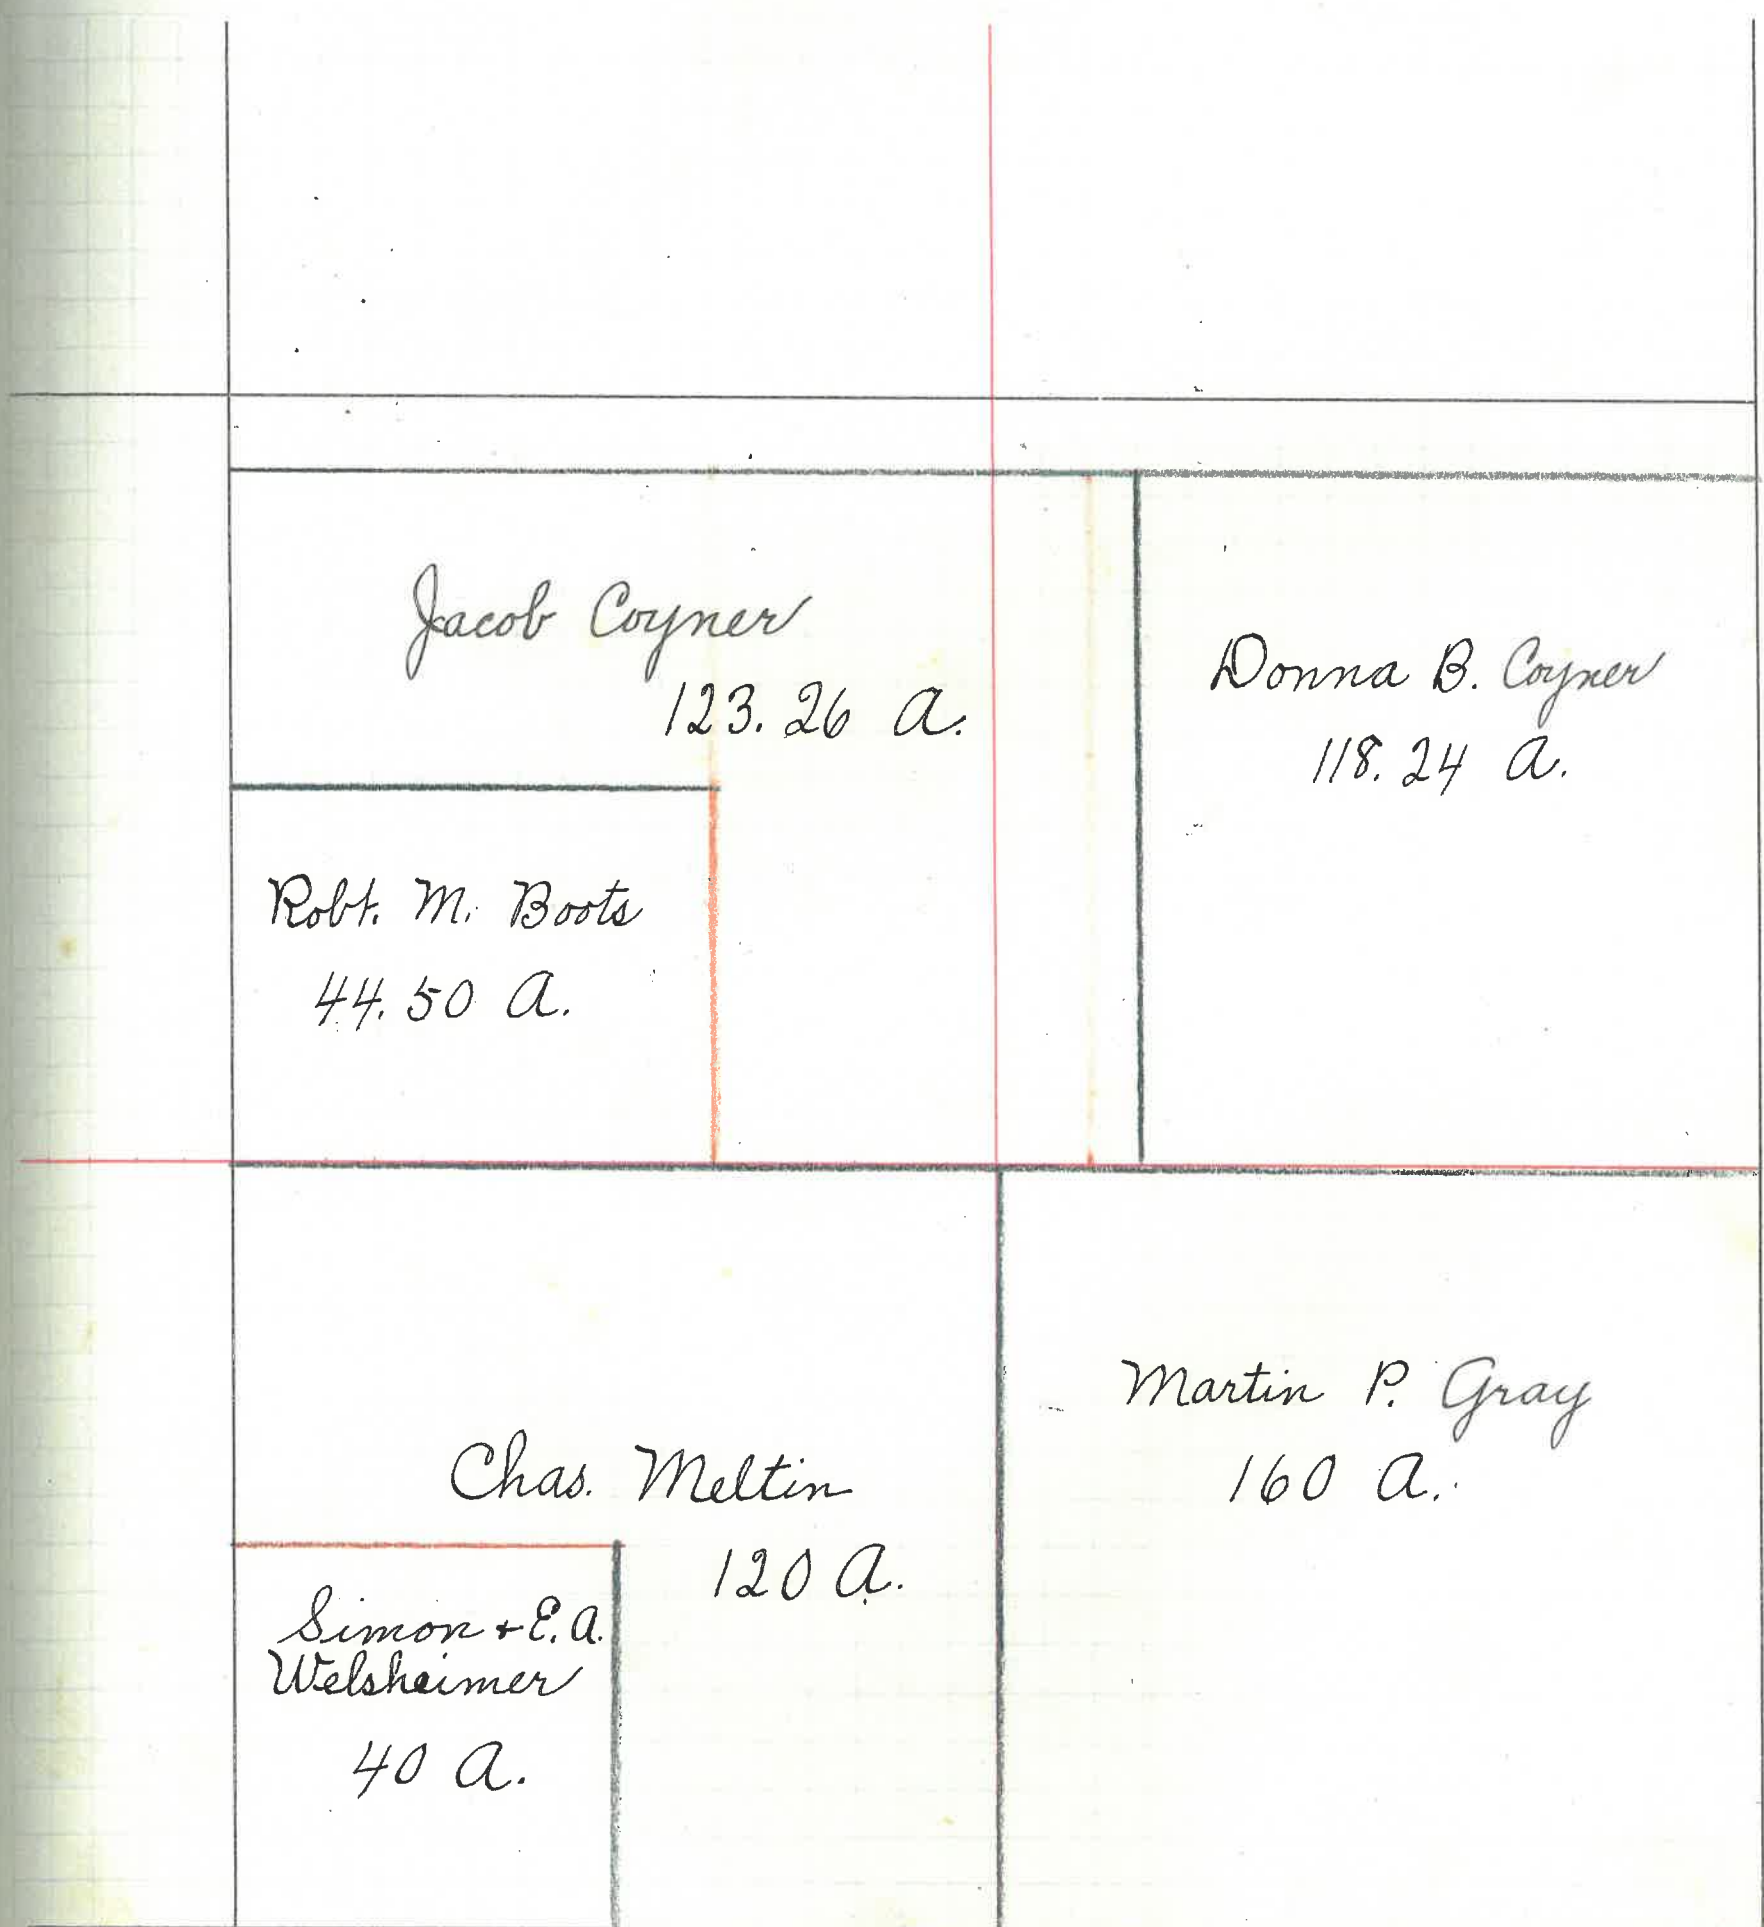 Jacob Coyner
123.26 A.
Donna B. Coyner
118.24 A.
Robt. M. Boots
44.50 A.
Martin P. Gray
160 A.
Chas. Meltin
120 A.
Simon + E. A.
Welsheimer
40 A.